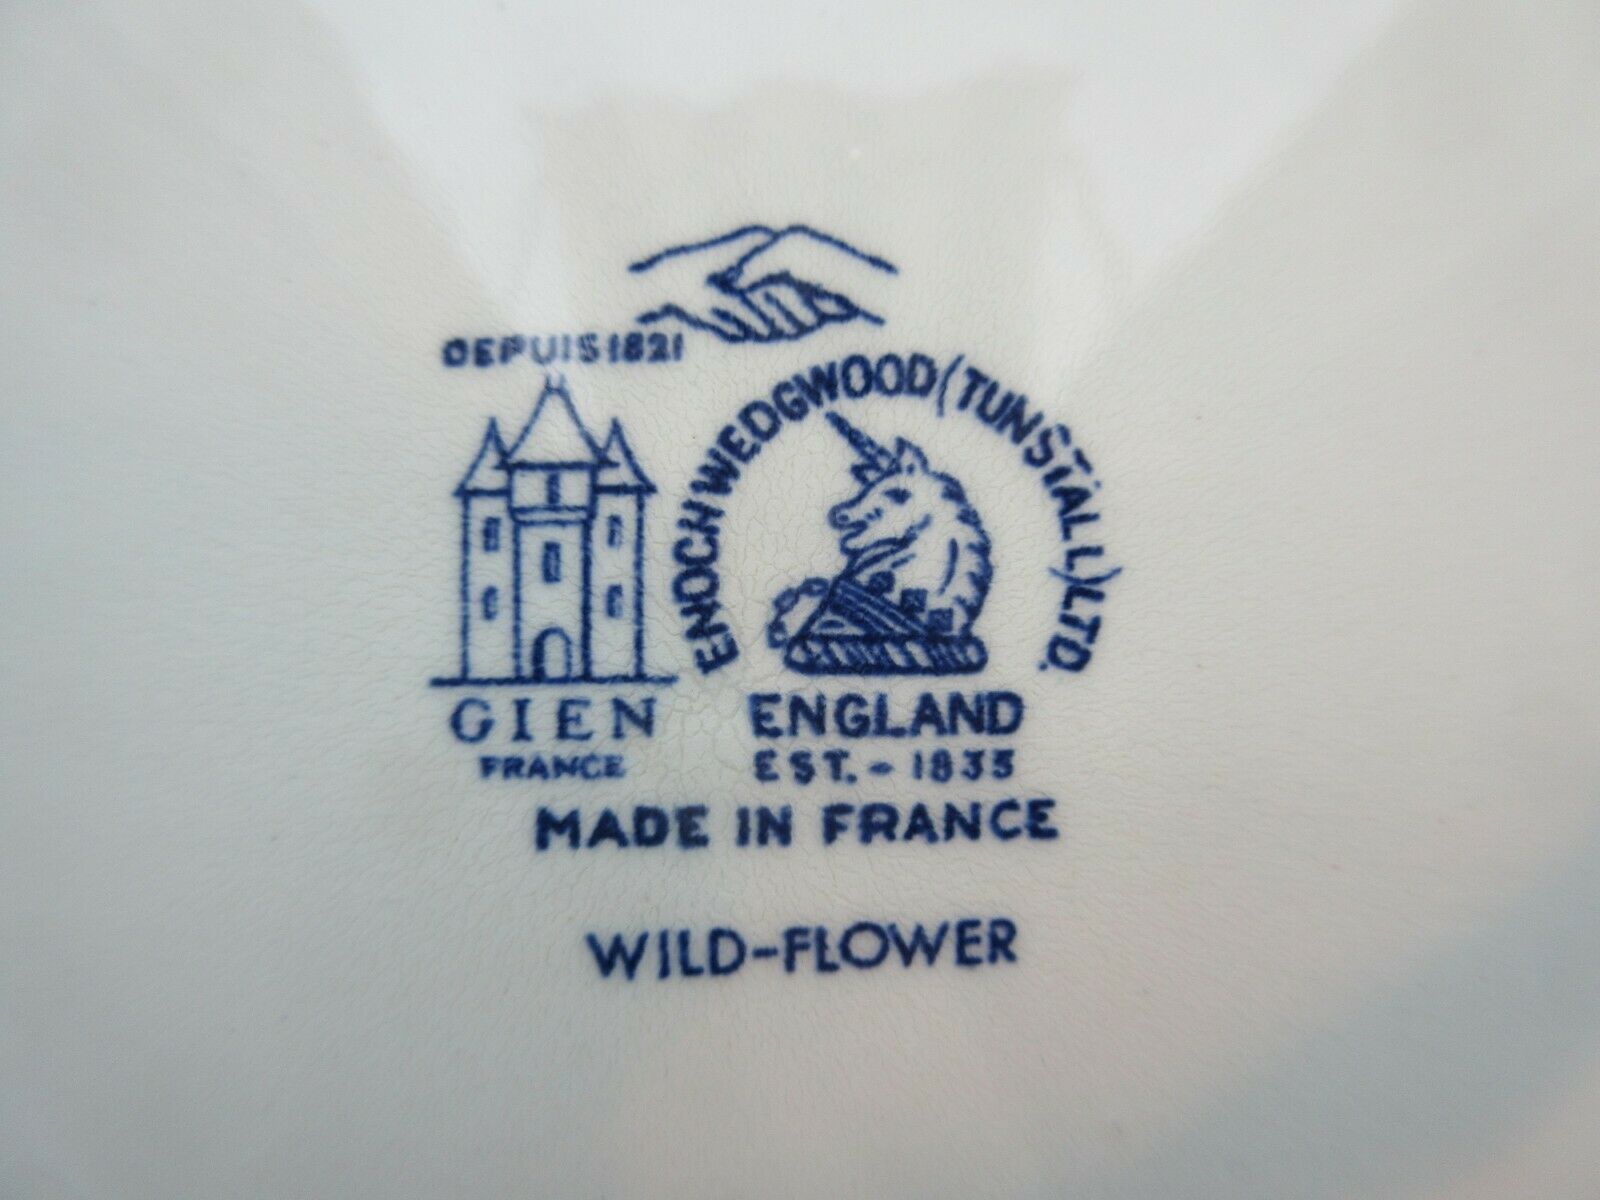 DEPUIS 1821
GIEN
FRANCE
ENOCH WEDGWOOD (TUNSTALL) LTD.
ENGLAND
EST. - 1835
MADE IN FRANCE
WILD-FLOWER